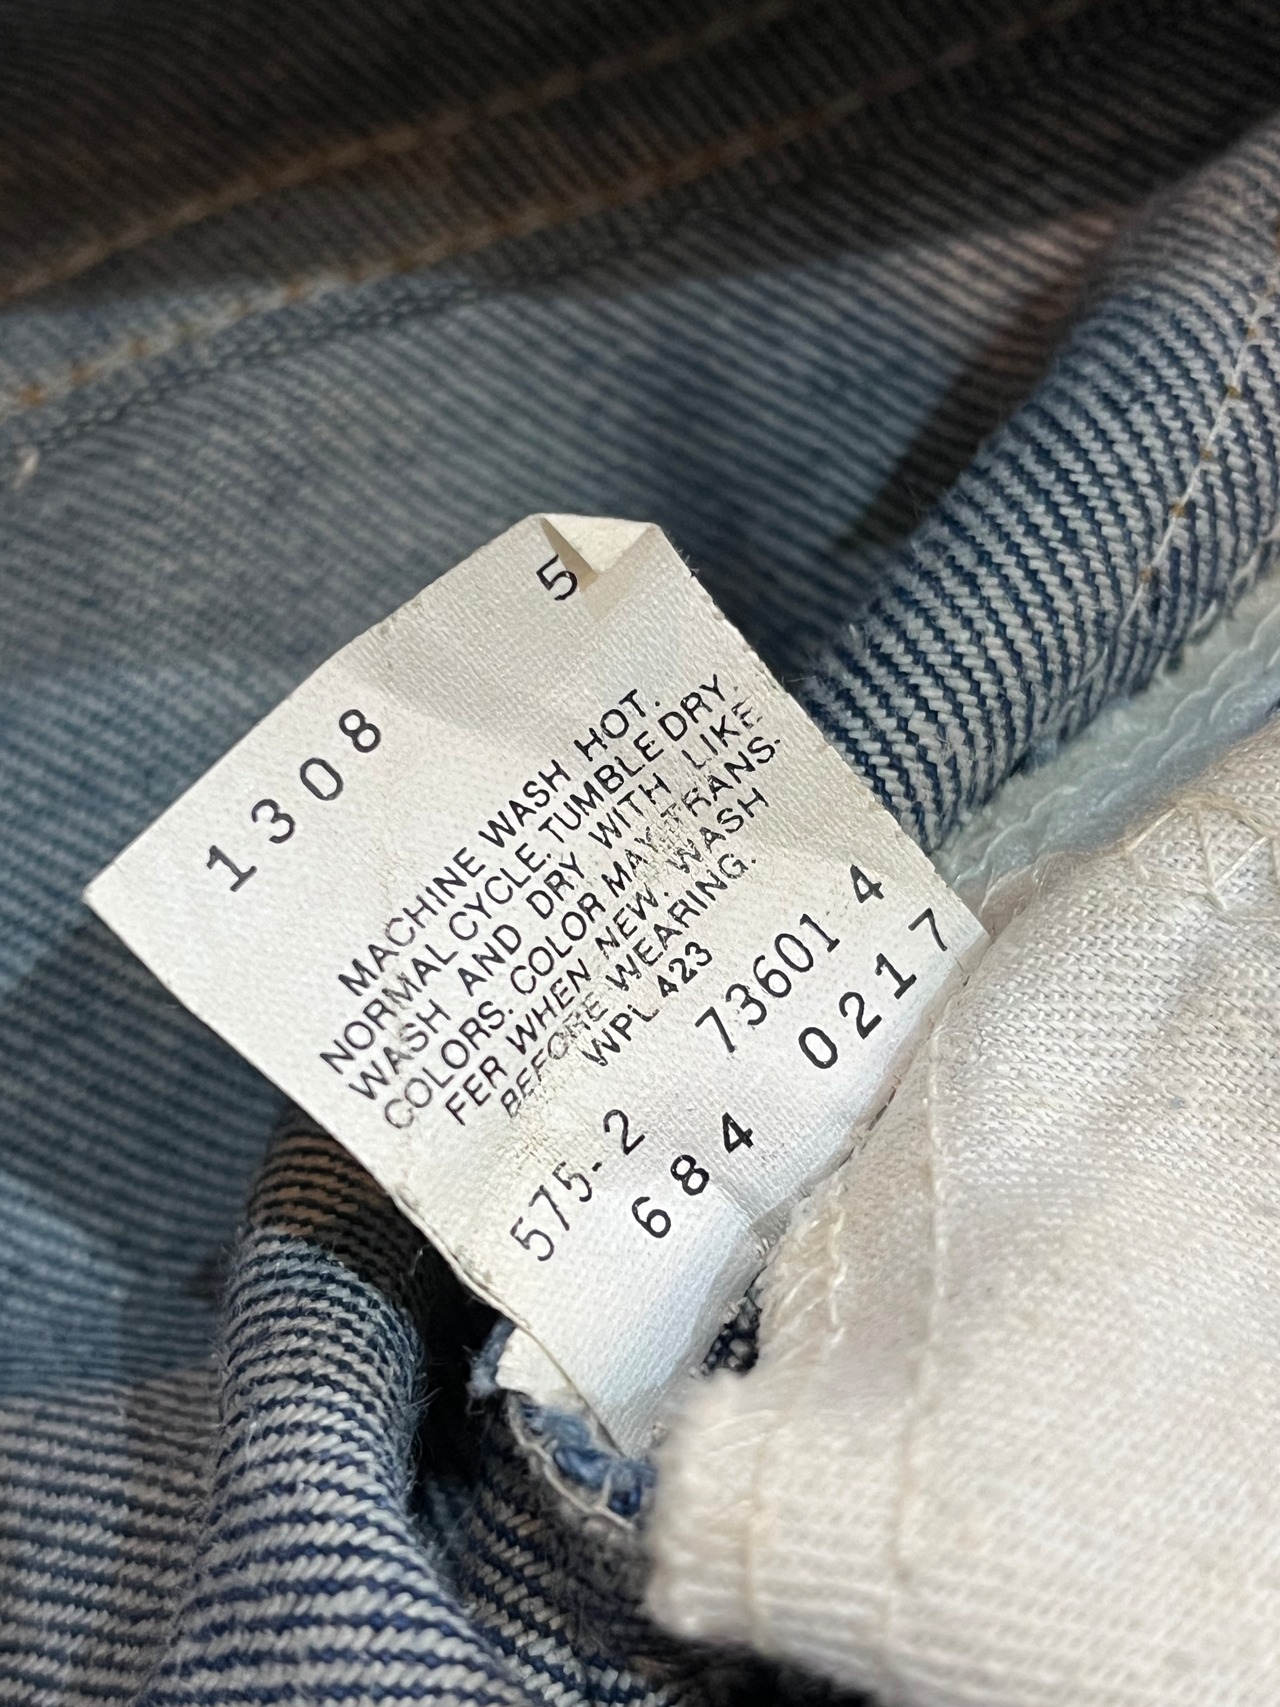 5
1308
MACHINE WASH HOT.
NORMAL CYCLE. TUMBLE DRY.
WASH AND DRY WITH LIKE
COLORS. COLOR MAY TRANS.
FER WHEN NEW. WASH
BEFORE WEARING.
WPL 423
73601 4
575-2 0217
684